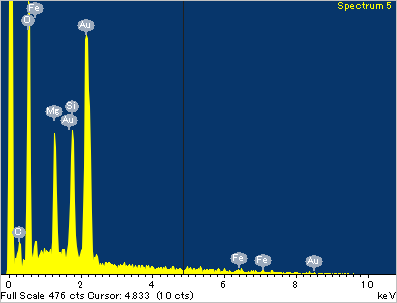 Spectrum 5
Fe
O
Au
Mg
Si
Au
C
Fe
Fe
Au
0 2 4 6 8 10
Full Scale 476 cts Cursor: 4.833 (10 cts) keV